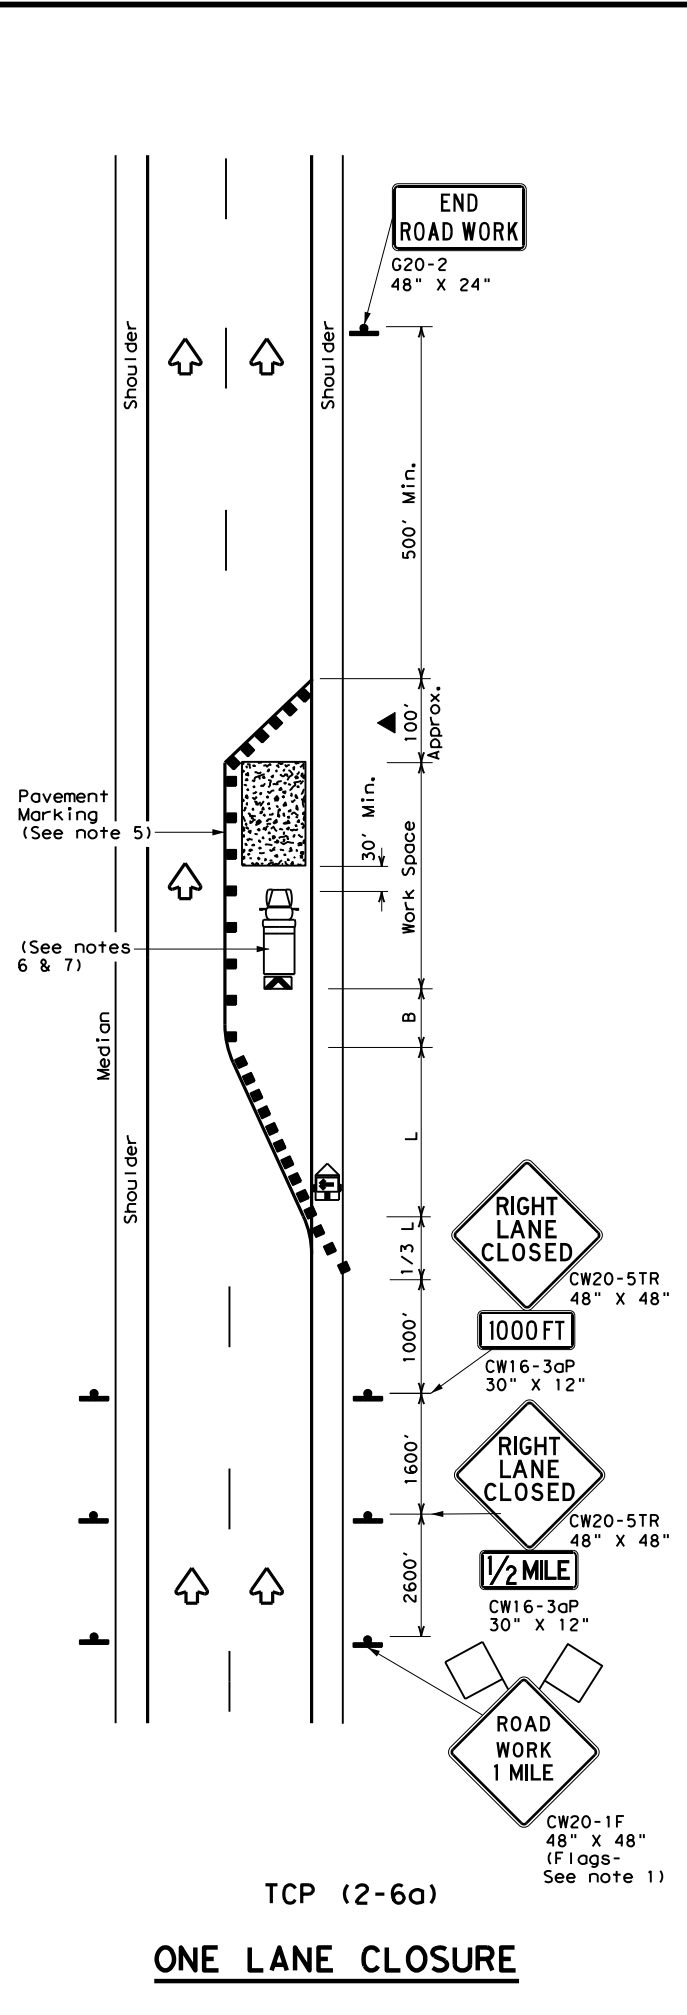 END
ROAD WORK
G20-2
48" X 24"
Shoulder
Shoulder
500' Min.
100'
Approx.
30' Min.
Pavement
Marking
(See note 5)
Work Space
(See notes
6 & 7)
B
Median
L
Shoulder
RIGHT
LANE
CLOSED
1/3 L
CW20-5TR
48" X 48"
1000 FT
1000'
CW16-3aP
30" X 12"
RIGHT
LANE
CLOSED
1600'
CW20-5TR
48" X 48"
1/2 MILE
2600'
CW16-3aP
30" X 12"
ROAD
WORK
1 MILE
CW20-1F
48" X 48"
(Flags-
See note 1)
TCP (2-6a)
ONE LANE CLOSURE